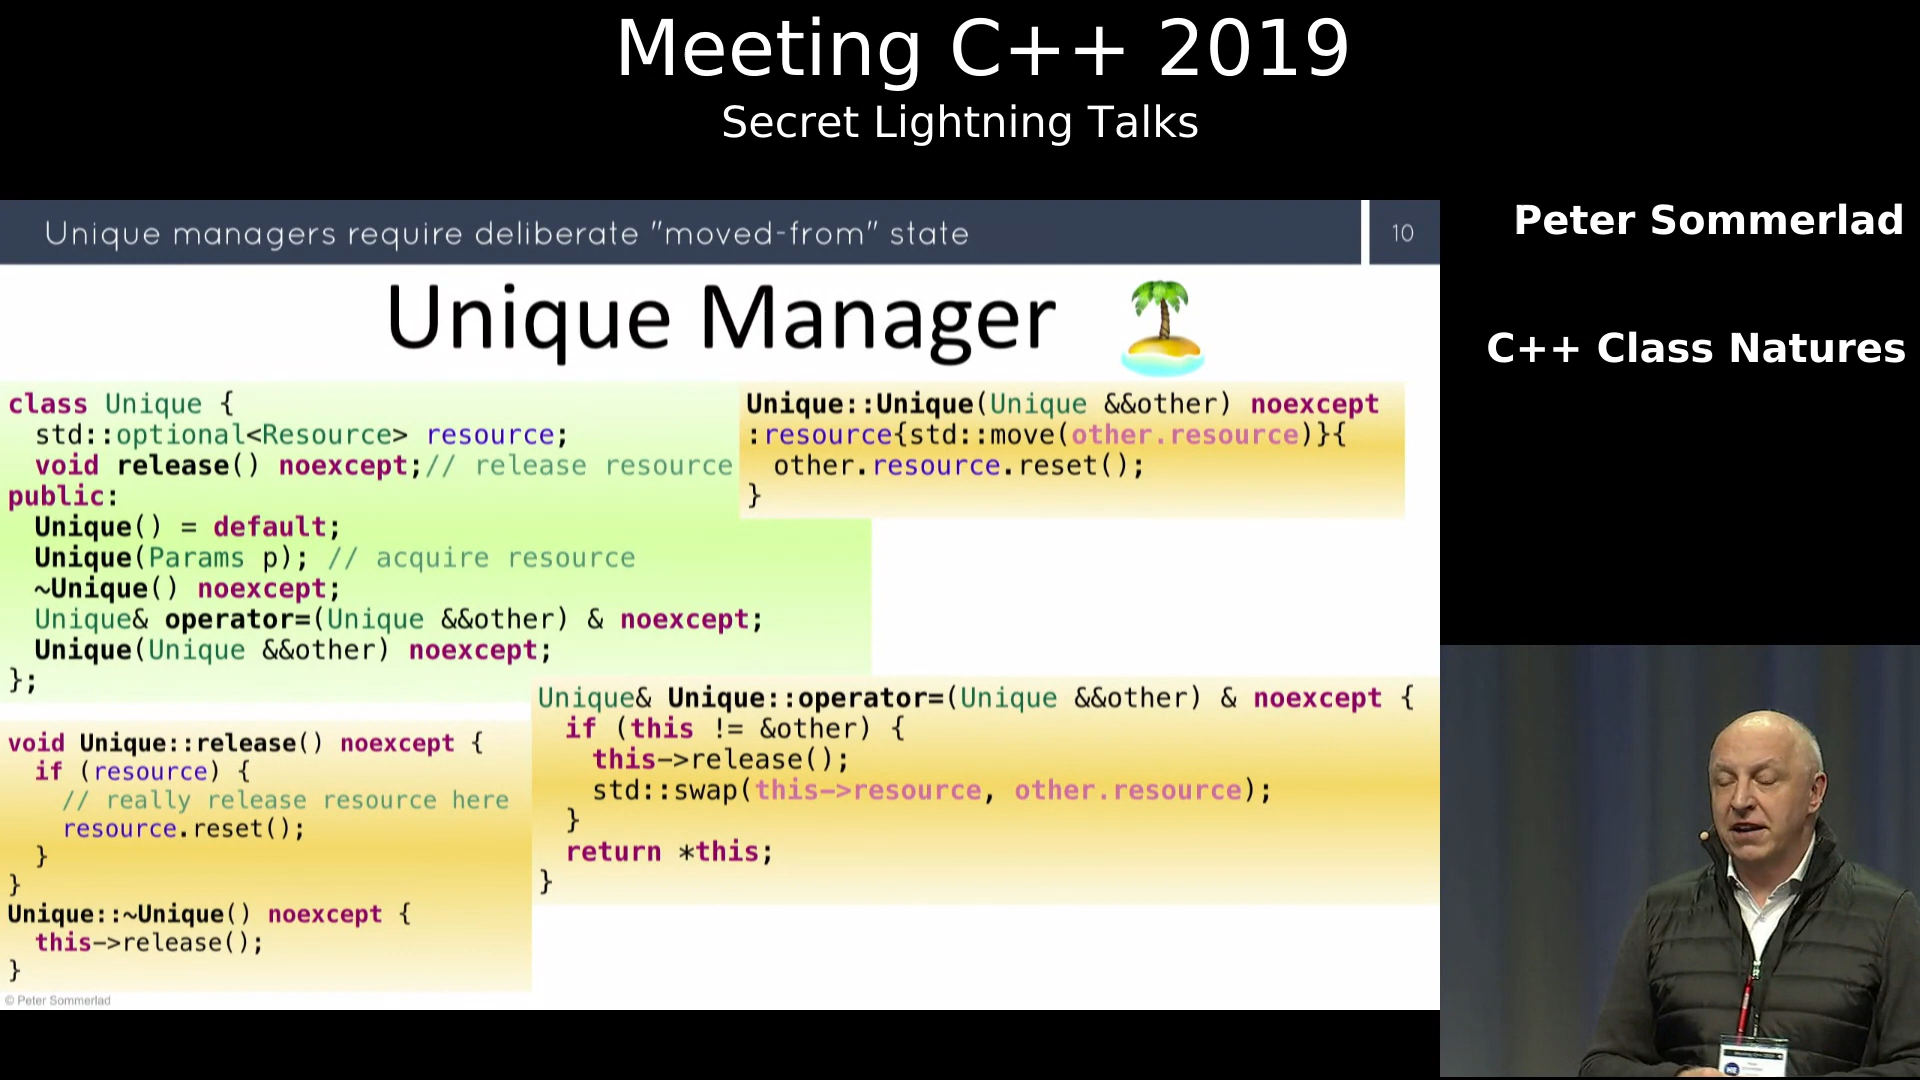 Meeting C++ 2019
Secret Lightning Talks
Peter Sommerlad
C++ Class Natures
Unique managers require deliberate "moved-from" state
10
Unique Manager
class Unique {
std::optional<Resource> resource;
void release() noexcept;// release resource
public:
Unique() = default;
Unique(Params p); // acquire resource
~Unique() noexcept;
Unique& operator=(Unique &&other) & noexcept;
Unique(Unique &&other) noexcept;
};
Unique::Unique(Unique &&other) noexcept
:resource{std::move(other.resource)}{
other.resource.reset();
}
void Unique::release() noexcept {
if (resource) {
// really release resource here
resource.reset();
}
}
Unique::~Unique() noexcept {
this->release();
}
Unique& Unique::operator=(Unique &&other) & noexcept {
if (this != &other) {
this->release();
std::swap(this->resource, other.resource);
}
return *this;
}
© Peter Sommerlad